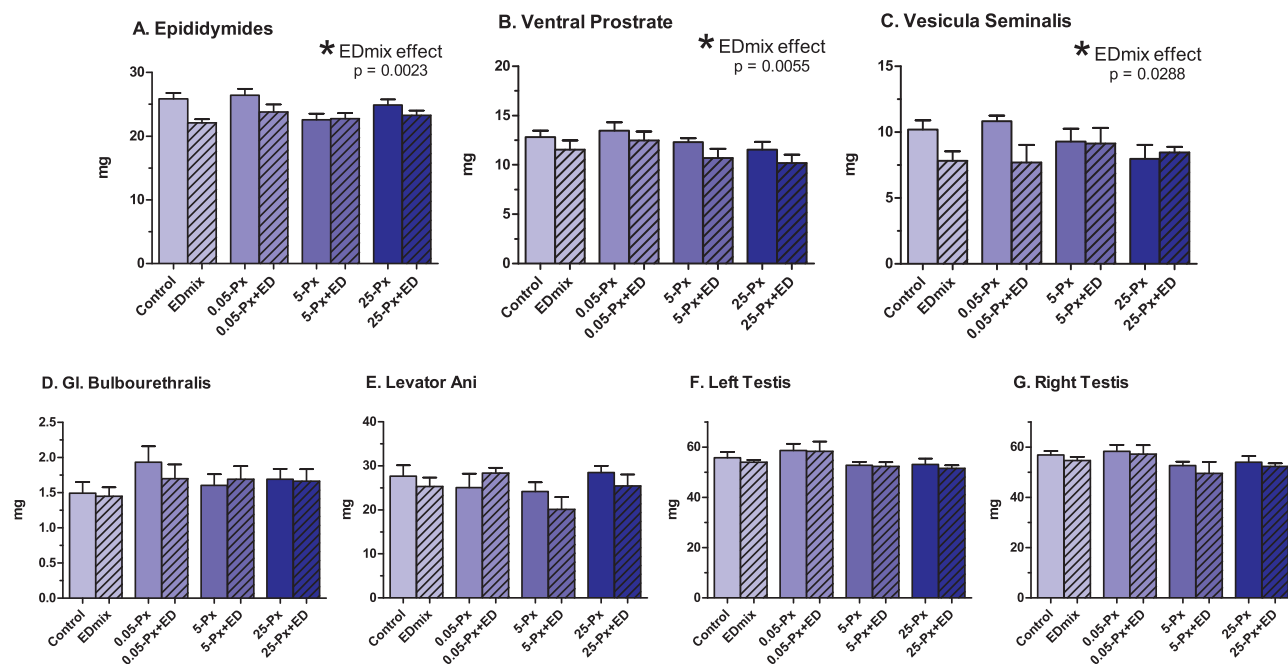 A. Epididymides
* EDmix effect
p = 0.0023
30
20
10
0
mg
Control
EDmix
0.05-Px
0.05-Px+ED
5-Px
5-Px+ED
25-Px
25-Px+ED
B. Ventral Prostrate
* EDmix effect
p = 0.0055
20
15
10
5
0
mg
Control
EDmix
0.05-Px
0.05-Px+ED
5-Px
5-Px+ED
25-Px
25-Px+ED
C. Vesicula Seminalis
* EDmix effect
p = 0.0288
15
10
5
0
mg
Control
EDmix
0.05-Px
0.05-Px+ED
5-Px
5-Px+ED
25-Px
25-Px+ED
D. Gl. Bulbourethralis
2.5
2.0
1.5
1.0
0.5
0.0
mg
Control
EDmix
0.05-Px
0.05-Px+ED
5-Px
5-Px+ED
25-Px
25-Px+ED
E. Levator Ani
40
30
20
10
0
mg
Control
EDmix
0.05-Px
0.05-Px+ED
5-Px
5-Px+ED
25-Px
25-Px+ED
F. Left Testis
60
40
20
0
mg
Control
EDmix
0.05-Px
0.05-Px+ED
5-Px
5-Px+ED
25-Px
25-Px+ED
G. Right Testis
60
40
20
0
mg
Control
EDmix
0.05-Px
0.05-Px+ED
5-Px
5-Px+ED
25-Px
25-Px+ED